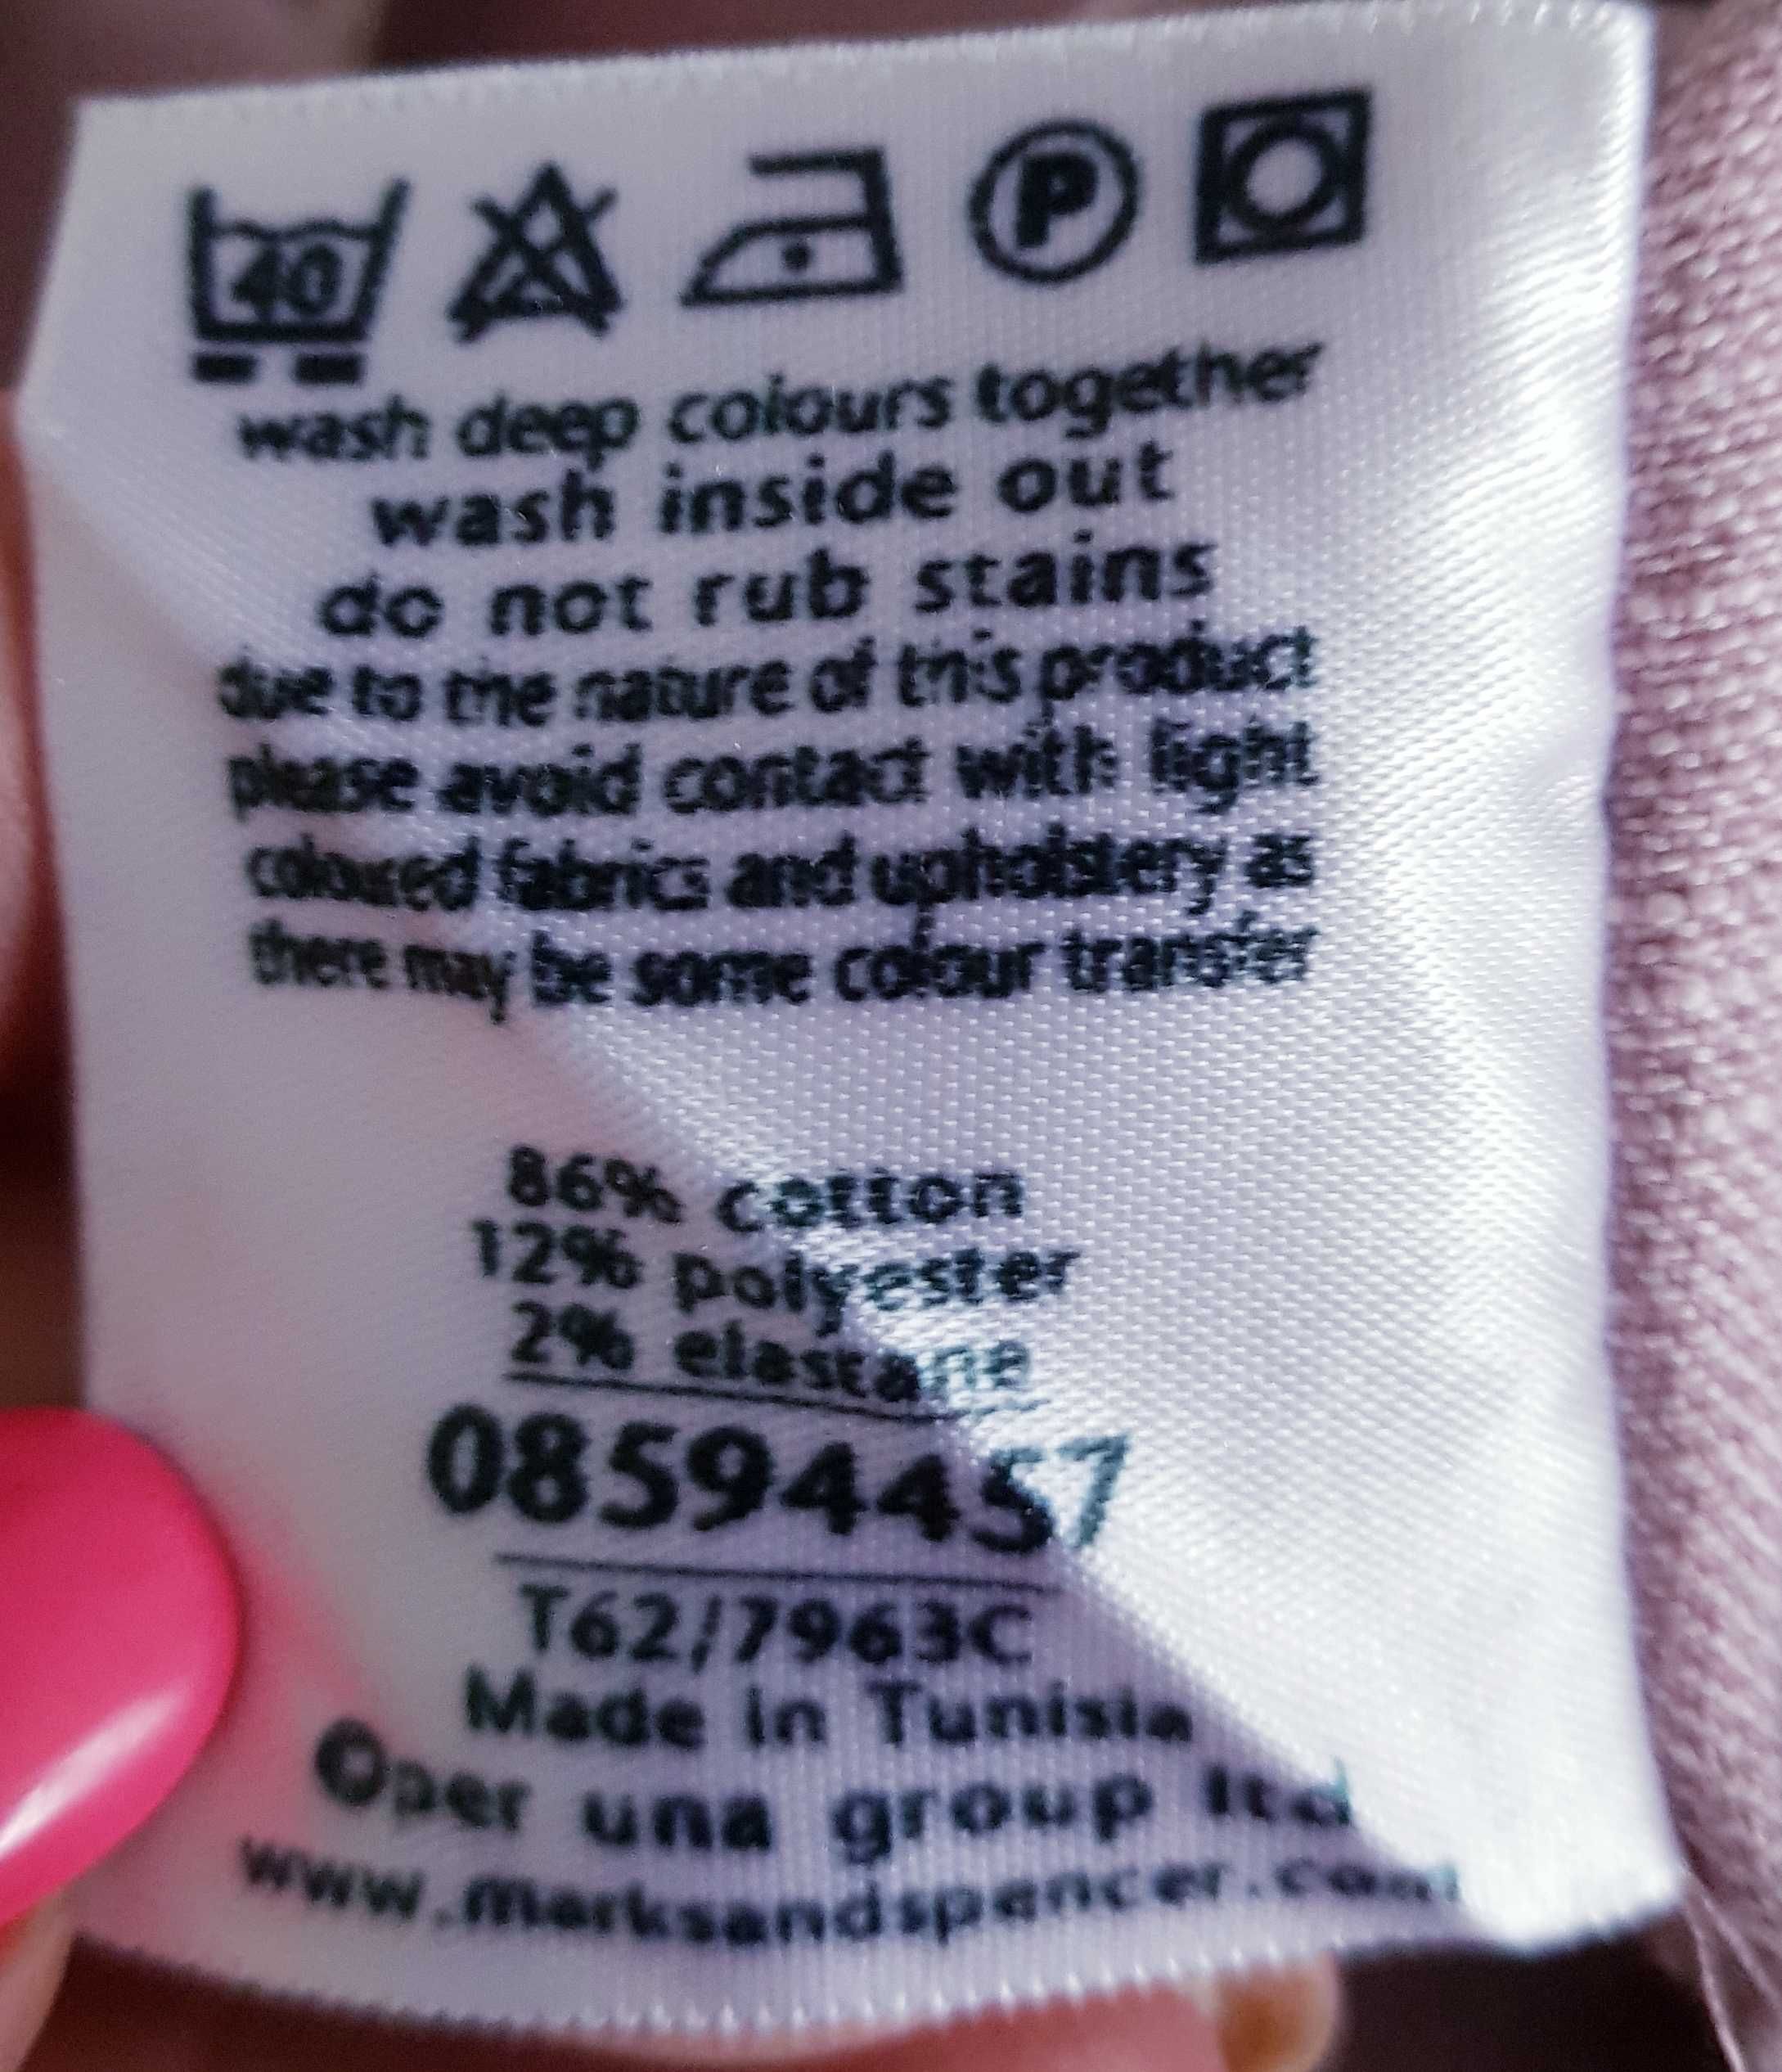 40 P
wash deep colours together
wash inside out
do not rub stains
due to the nature of this product
please avoid contact with light
coloured fabrics and upholstery as
there may be some colour transfer
86% cotton
12% polyester
2% elastane
08594457
T62/7963C
Made in Tunisia
©per una group ltd
www.marksandspencer.com